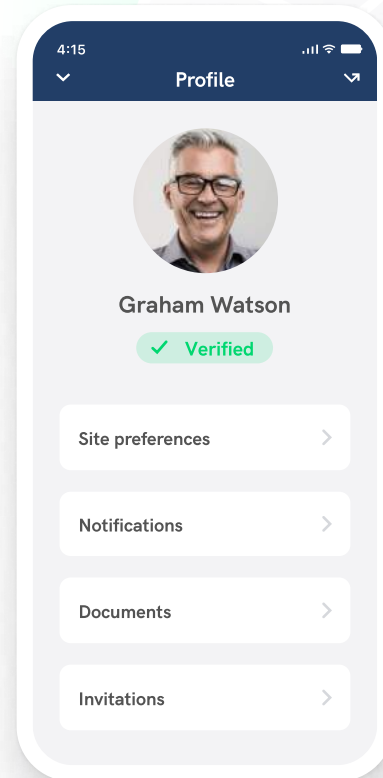 4:15
Profile
Graham Watson
Verified
Site preferences
Notifications
Documents
Invitations